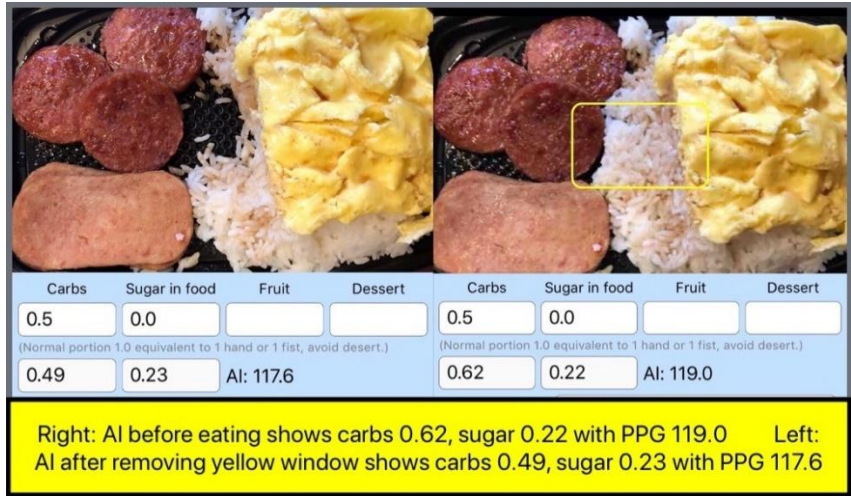 Carbs Sugar in food Fruit Dessert
0.5 0.0
(Normal portion 1.0 equivalent to 1 hand or 1 fist, avoid desert.)
0.49 0.23 AI: 117.6
Carbs Sugar in food Fruit Dessert
0.5 0.0
(Normal portion 1.0 equivalent to 1 hand or 1 fist, avoid desert.)
0.62 0.22 AI: 119.0
Right: AI before eating shows carbs 0.62, sugar 0.22 with PPG 119.0 Left:
AI after removing yellow window shows carbs 0.49, sugar 0.23 with PPG 117.6